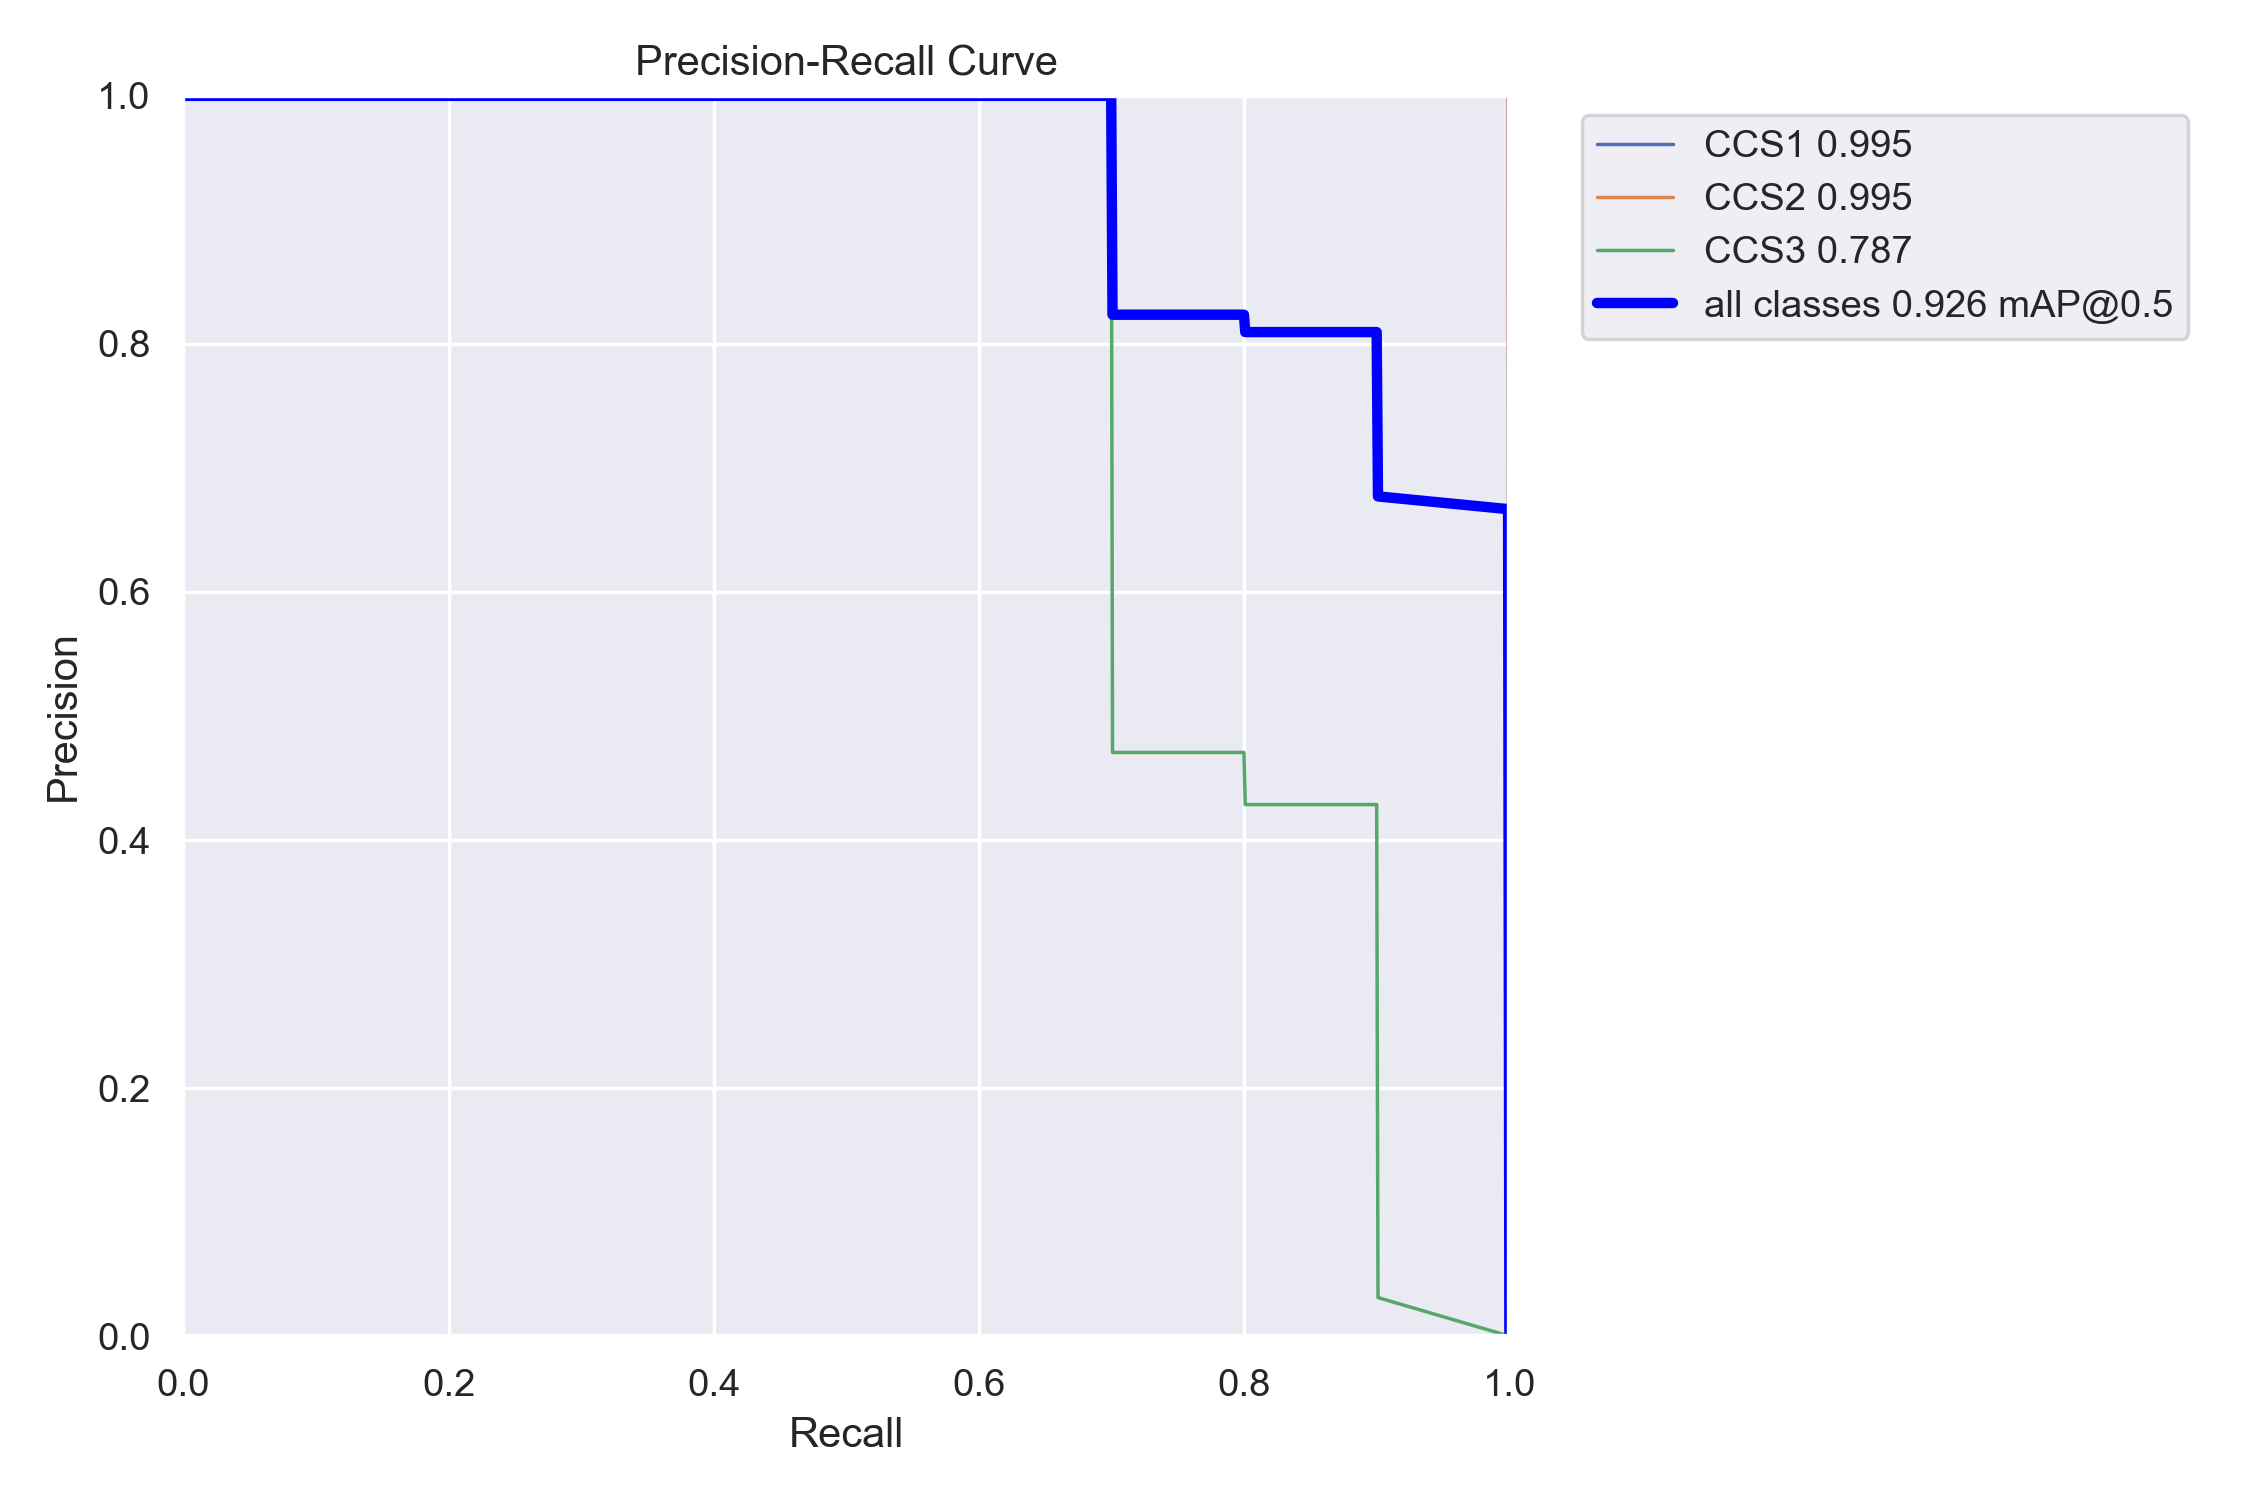 Precision-Recall Curve
1.0
0.8
0.6
0.4
0.2
0.0
Precision
0.0 0.2 0.4 0.6 0.8 1.0
Recall
CCS1 0.995
CCS2 0.995
CCS3 0.787
all classes 0.926 mAP@0.5